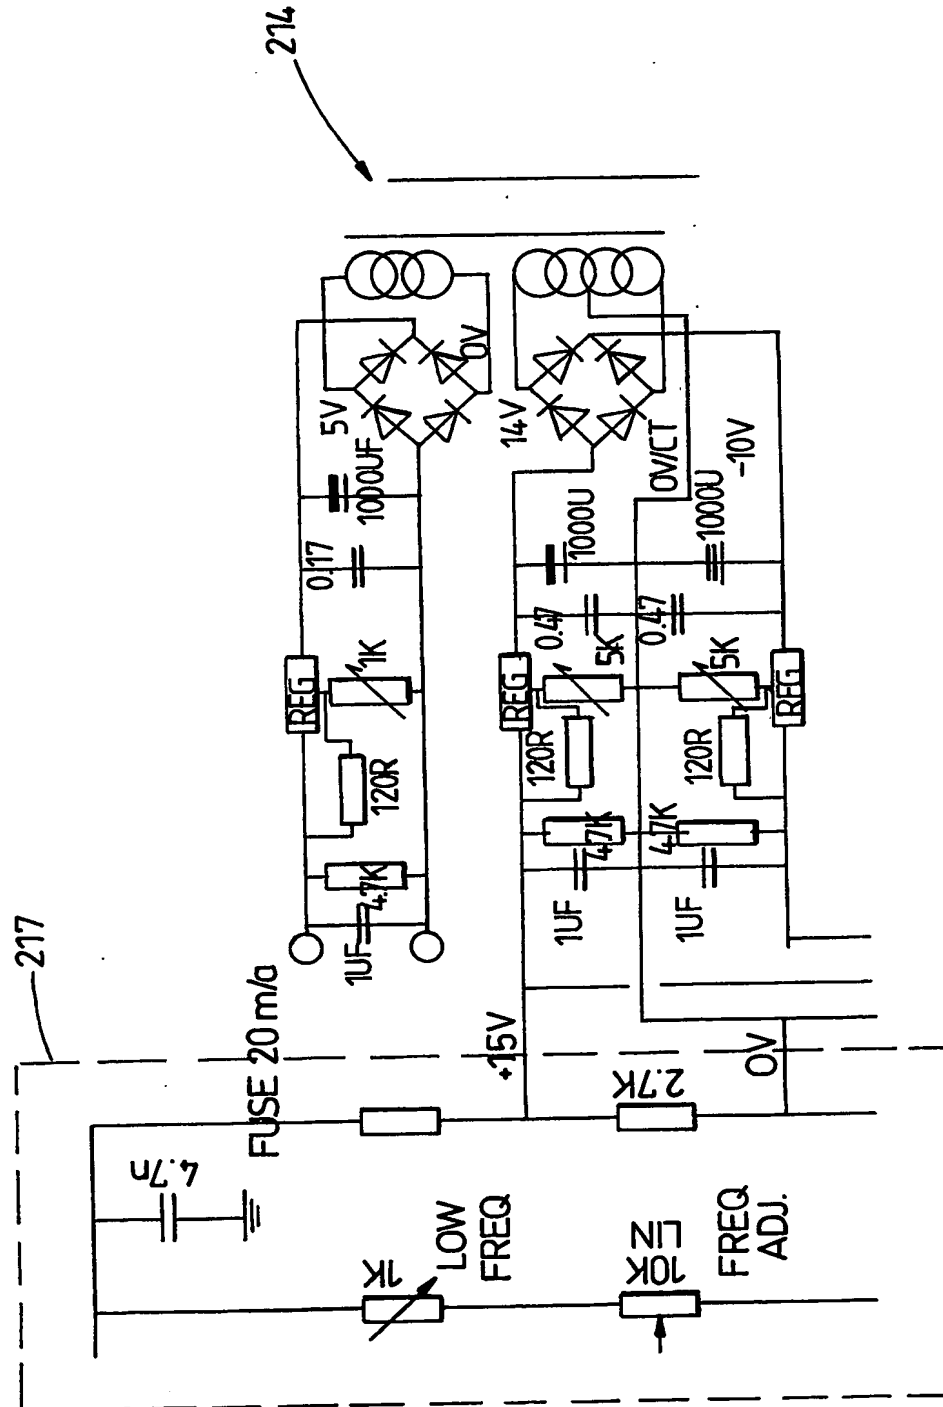 214
5V
0V
1000UF
0.17
REG
1K
120R
4.7K
1UF
14V
0V/CT
-10V
1000U
1000U
0.47
0.47
REG
5K
5K
REG
120R
120R
4.7K
4.7K
1UF
1UF
217
FUSE 20 m/a
+15V
0V
2.7K
4.7n
1K
LOW
FREQ
10K
LIN
FREQ
ADJ.